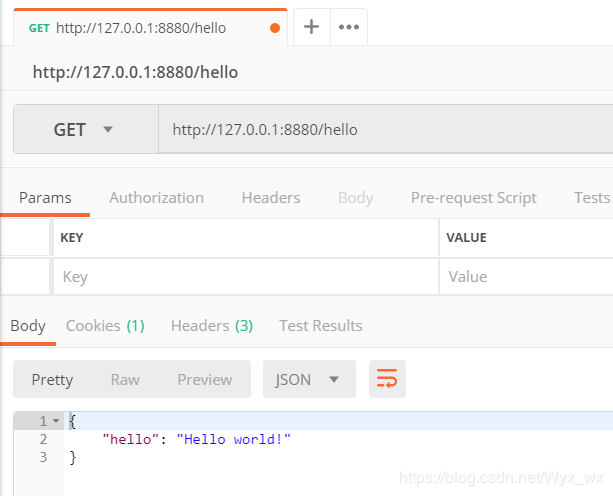 GET http://127.0.0.1:8880/hello
http://127.0.0.1:8880/hello
GET http://127.0.0.1:8880/hello
Params Authorization Headers Body Pre-request Script Tests
KEY VALUE
Key Value
Body Cookies (1) Headers (3) Test Results
Pretty Raw Preview JSON
1 {
2 "hello": "Hello world!"
3 }
https://blog.csdn.net/Wyx_wx